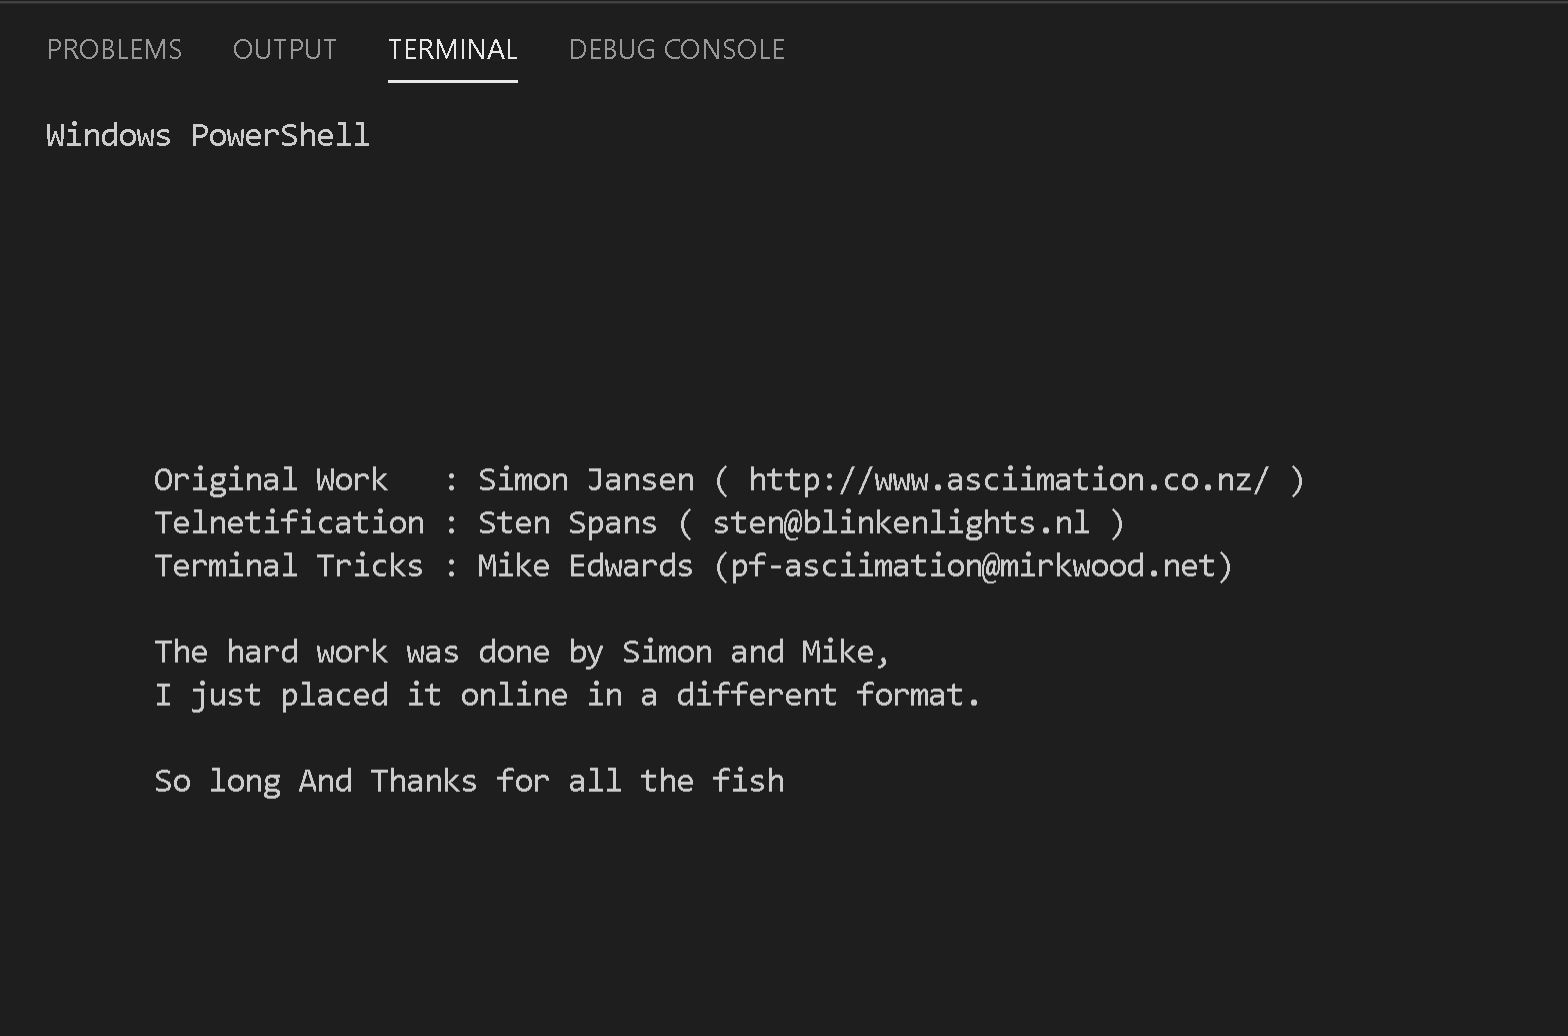 PROBLEMS OUTPUT TERMINAL DEBUG CONSOLE
Windows PowerShell
Original Work   : Simon Jansen ( http://www.asciimation.co.nz/ )
Telnetification : Sten Spans ( sten@blinkenlights.nl )
Terminal Tricks : Mike Edwards (pf-asciimation@mirkwood.net)
The hard work was done by Simon and Mike,
I just placed it online in a different format.
So long And Thanks for all the fish